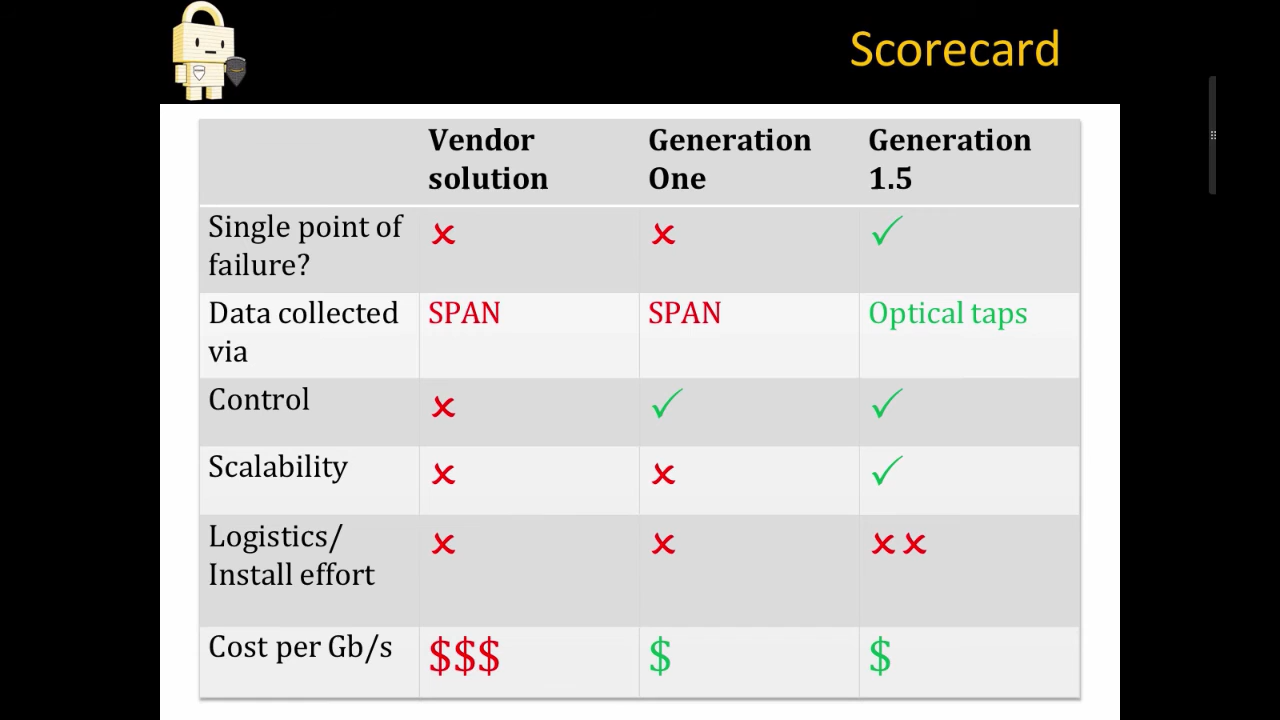 Scorecard
Vendor solution Generation One Generation 1.5
Single point of failure? ✗ ✗ ✓
Data collected via SPAN SPAN Optical taps
Control ✗ ✓ ✓
Scalability ✗ ✗ ✓
Logistics/ Install effort ✗ ✗ ✗✗
Cost per Gb/s $$$ $ $